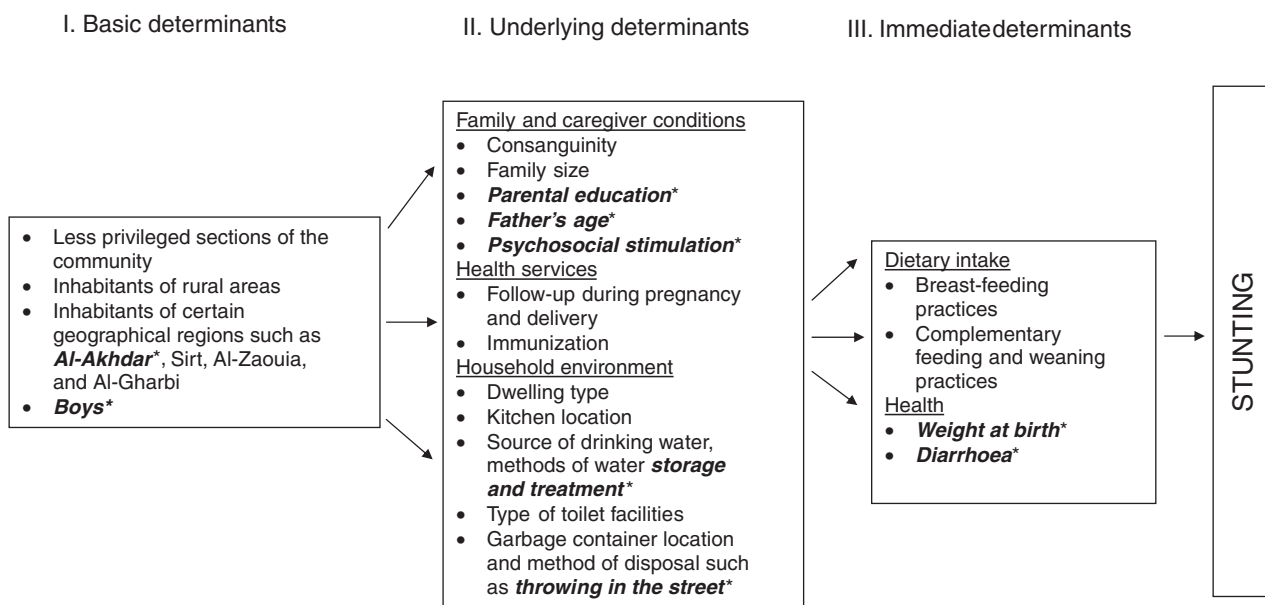 I. Basic determinants
II. Underlying determinants
III. Immediate determinants
• Less privileged sections of the
community
• Inhabitants of rural areas
• Inhabitants of certain
geographical regions such as
Al-Akhdar*, Sirt, Al-Zaouia,
and Al-Gharbi
• Boys*
Family and caregiver conditions
• Consanguinity
• Family size
• Parental education*
• Father's age*
• Psychosocial stimulation*
Health services
• Follow-up during pregnancy
and delivery
• Immunization
Household environment
• Dwelling type
• Kitchen location
• Source of drinking water,
methods of water storage
and treatment*
• Type of toilet facilities
• Garbage container location
and method of disposal such
as throwing in the street*
Dietary intake
• Breast-feeding
practices
• Complementary
feeding and weaning
practices
Health
• Weight at birth*
• Diarrhoea*
STUNTING